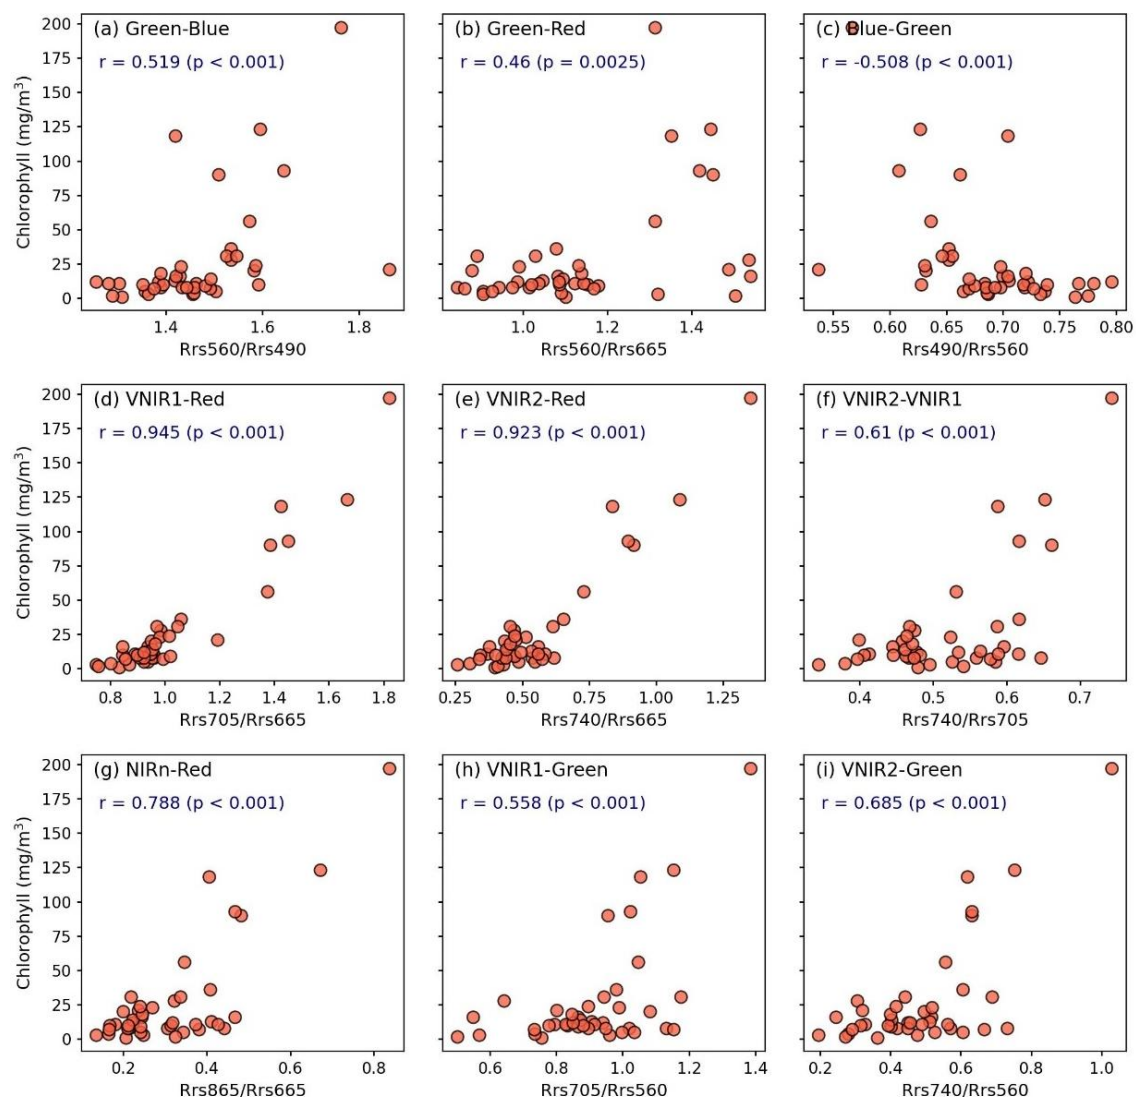 (a) Green-Blue
r = 0.519 (p < 0.001)
Chlorophyll (mg/m³)
200
175
150
125
100
75
50
25
0
1.4 1.6 1.8
Rrs560/Rrs490
(b) Green-Red
r = 0.46 (p = 0.0025)
1.0 1.2 1.4
Rrs560/Rrs665
(c) Blue-Green
r = -0.508 (p < 0.001)
0.55 0.60 0.65 0.70 0.75 0.80
Rrs490/Rrs560
(d) VNIR1-Red
r = 0.945 (p < 0.001)
Chlorophyll (mg/m³)
200
175
150
125
100
75
50
25
0
0.8 1.0 1.2 1.4 1.6 1.8
Rrs705/Rrs665
(e) VNIR2-Red
r = 0.923 (p < 0.001)
0.25 0.50 0.75 1.00 1.25
Rrs740/Rrs665
(f) VNIR2-VNIR1
r = 0.61 (p < 0.001)
0.4 0.5 0.6 0.7
Rrs740/Rrs705
(g) NIRn-Red
r = 0.788 (p < 0.001)
Chlorophyll (mg/m³)
200
175
150
125
100
75
50
25
0
0.2 0.4 0.6 0.8
Rrs865/Rrs665
(h) VNIR1-Green
r = 0.558 (p < 0.001)
0.6 0.8 1.0 1.2 1.4
Rrs705/Rrs560
(i) VNIR2-Green
r = 0.685 (p < 0.001)
0.2 0.4 0.6 0.8 1.0
Rrs740/Rrs560